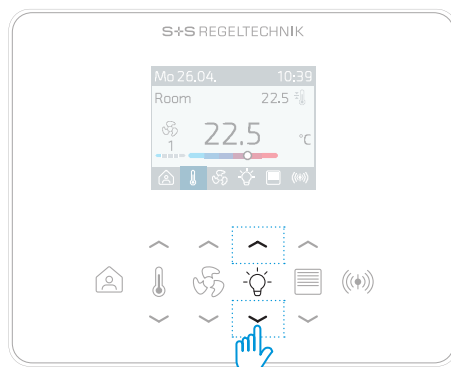 S+S REGELTECHNIK
Mo 26.04. 10:39
Room 22.5
22.5 °C
1